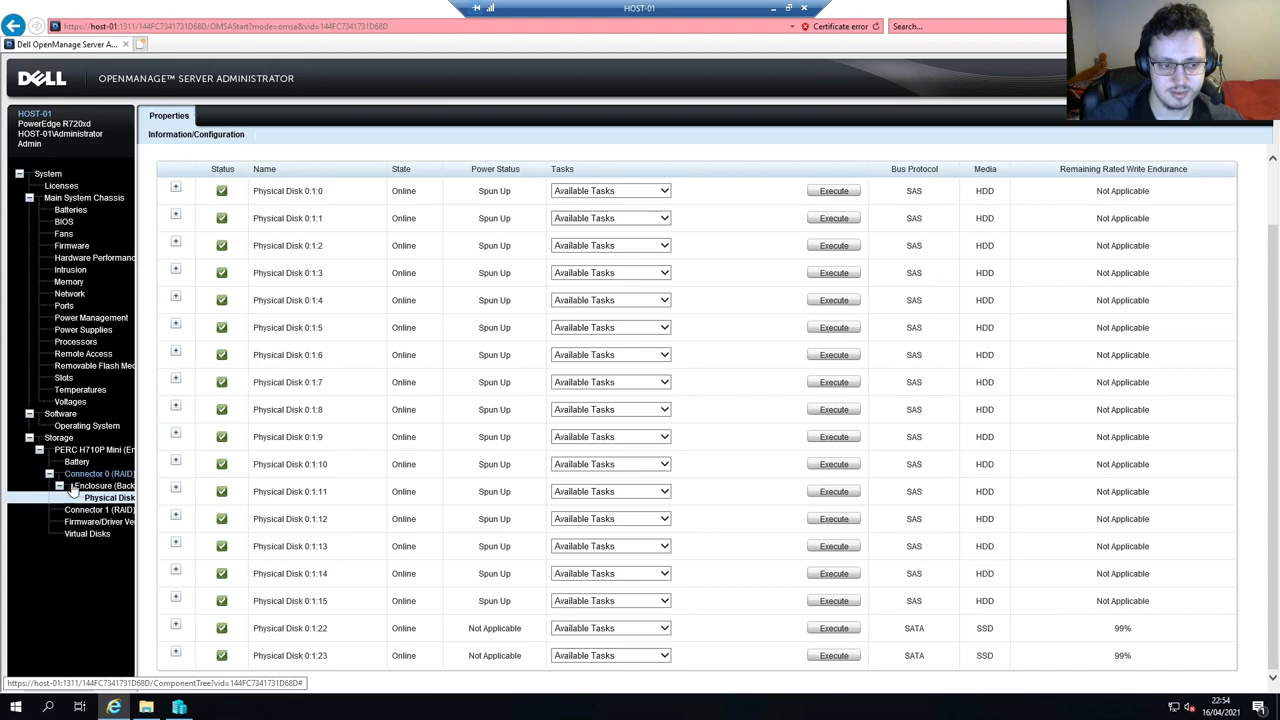 HOST-01
https://host-01:1311/144FC7341731D68D/OMSAStart?mode=omsa&vid=144FC7341731D68D
Certificate error
Search...
Dell OpenManage Server A...
DELL
OPENMANAGE™ SERVER ADMINISTRATOR
HOST-01
PowerEdge R720xd
HOST-01\Administrator
Admin
Properties
Information/Configuration
System
Licenses
Main System Chassis
Batteries
BIOS
Fans
Firmware
Hardware Performanc
Intrusion
Memory
Network
Ports
Power Management
Power Supplies
Processors
Remote Access
Removable Flash Med
Slots
Temperatures
Voltages
Software
Operating System
Storage
PERC H710P Mini (En
Battery
Connector 0 (RAID)
Enclosure (Back
Physical Disk
Connector 1 (RAID)
Firmware/Driver Ve
Virtual Disks
Status Name State Power Status Tasks Bus Protocol Media Remaining Rated Write Endurance
Physical Disk 0:1:0 Online Spun Up Available Tasks Execute SAS HDD Not Applicable
Physical Disk 0:1:1 Online Spun Up Available Tasks Execute SAS HDD Not Applicable
Physical Disk 0:1:2 Online Spun Up Available Tasks Execute SAS HDD Not Applicable
Physical Disk 0:1:3 Online Spun Up Available Tasks Execute SAS HDD Not Applicable
Physical Disk 0:1:4 Online Spun Up Available Tasks Execute SAS HDD Not Applicable
Physical Disk 0:1:5 Online Spun Up Available Tasks Execute SAS HDD Not Applicable
Physical Disk 0:1:6 Online Spun Up Available Tasks Execute SAS HDD Not Applicable
Physical Disk 0:1:7 Online Spun Up Available Tasks Execute SAS HDD Not Applicable
Physical Disk 0:1:8 Online Spun Up Available Tasks Execute SAS HDD Not Applicable
Physical Disk 0:1:9 Online Spun Up Available Tasks Execute SAS HDD Not Applicable
Physical Disk 0:1:10 Online Spun Up Available Tasks Execute SAS HDD Not Applicable
Physical Disk 0:1:11 Online Spun Up Available Tasks Execute SAS HDD Not Applicable
Physical Disk 0:1:12 Online Spun Up Available Tasks Execute SAS HDD Not Applicable
Physical Disk 0:1:13 Online Spun Up Available Tasks Execute SAS HDD Not Applicable
Physical Disk 0:1:14 Online Spun Up Available Tasks Execute SAS HDD Not Applicable
Physical Disk 0:1:15 Online Spun Up Available Tasks Execute SAS HDD Not Applicable
Physical Disk 0:1:22 Online Not Applicable Available Tasks Execute SATA SSD 99%
Physical Disk 0:1:23 Online Not Applicable Available Tasks Execute SATA SSD 99%
https://host-01:1311/144FC7341731D68D/ComponentTree?vid=144FC7341731D68D#
22:54
16/04/2021